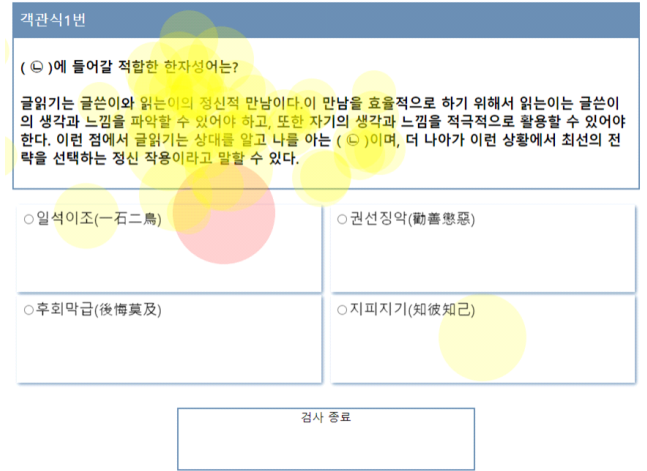 객관식1번
( ㉡ )에 들어갈 적합한 한자성어는?
글읽기는 글쓴이와 읽는이의 정신적 만남이다.이 만남을 효율적으로 하기 위해서 읽는이는 글쓴이
의 생각과 느낌을 파악할 수 있어야 하고, 또한 자기의 생각과 느낌을 적극적으로 활용할 수 있어야
한다. 이런 점에서 글읽기는 상대를 알고 나를 아는 ( ㉡ )이며, 더 나아가 이런 상황에서 최선의 전
략을 선택하는 정신 작용이라고 말할 수 있다.
일석이조(一石二鳥)
권선징악(勸善懲惡)
후회막급(後悔莫及)
지피지기(知彼知己)
검사 종료